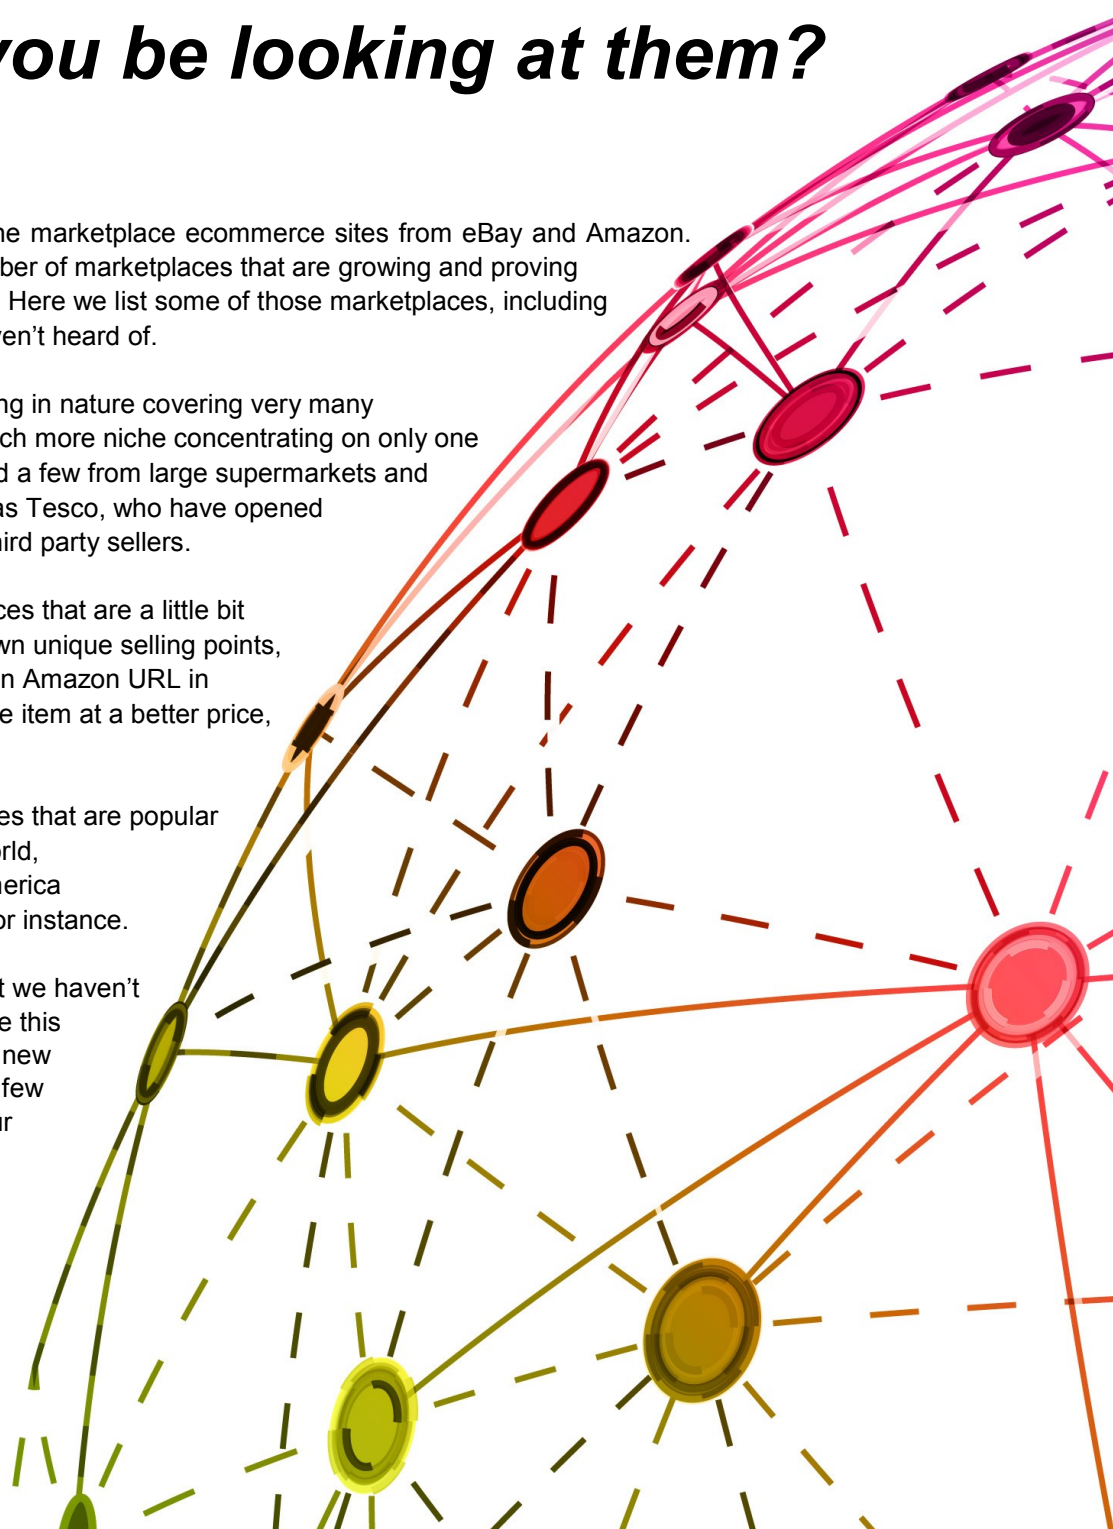 you be looking at them?
ne marketplace ecommerce sites from eBay and Amazon.
ber of marketplaces that are growing and proving
Here we list some of those marketplaces, including
ven't heard of.
ng in nature covering very many
ch more niche concentrating on only one
d a few from large supermarkets and
as Tesco, who have opened
hird party sellers.
ces that are a little bit
wn unique selling points,
n Amazon URL in
e item at a better price,
es that are popular
orld,
nerica
or instance.
t we haven't
e this
new
few
ur